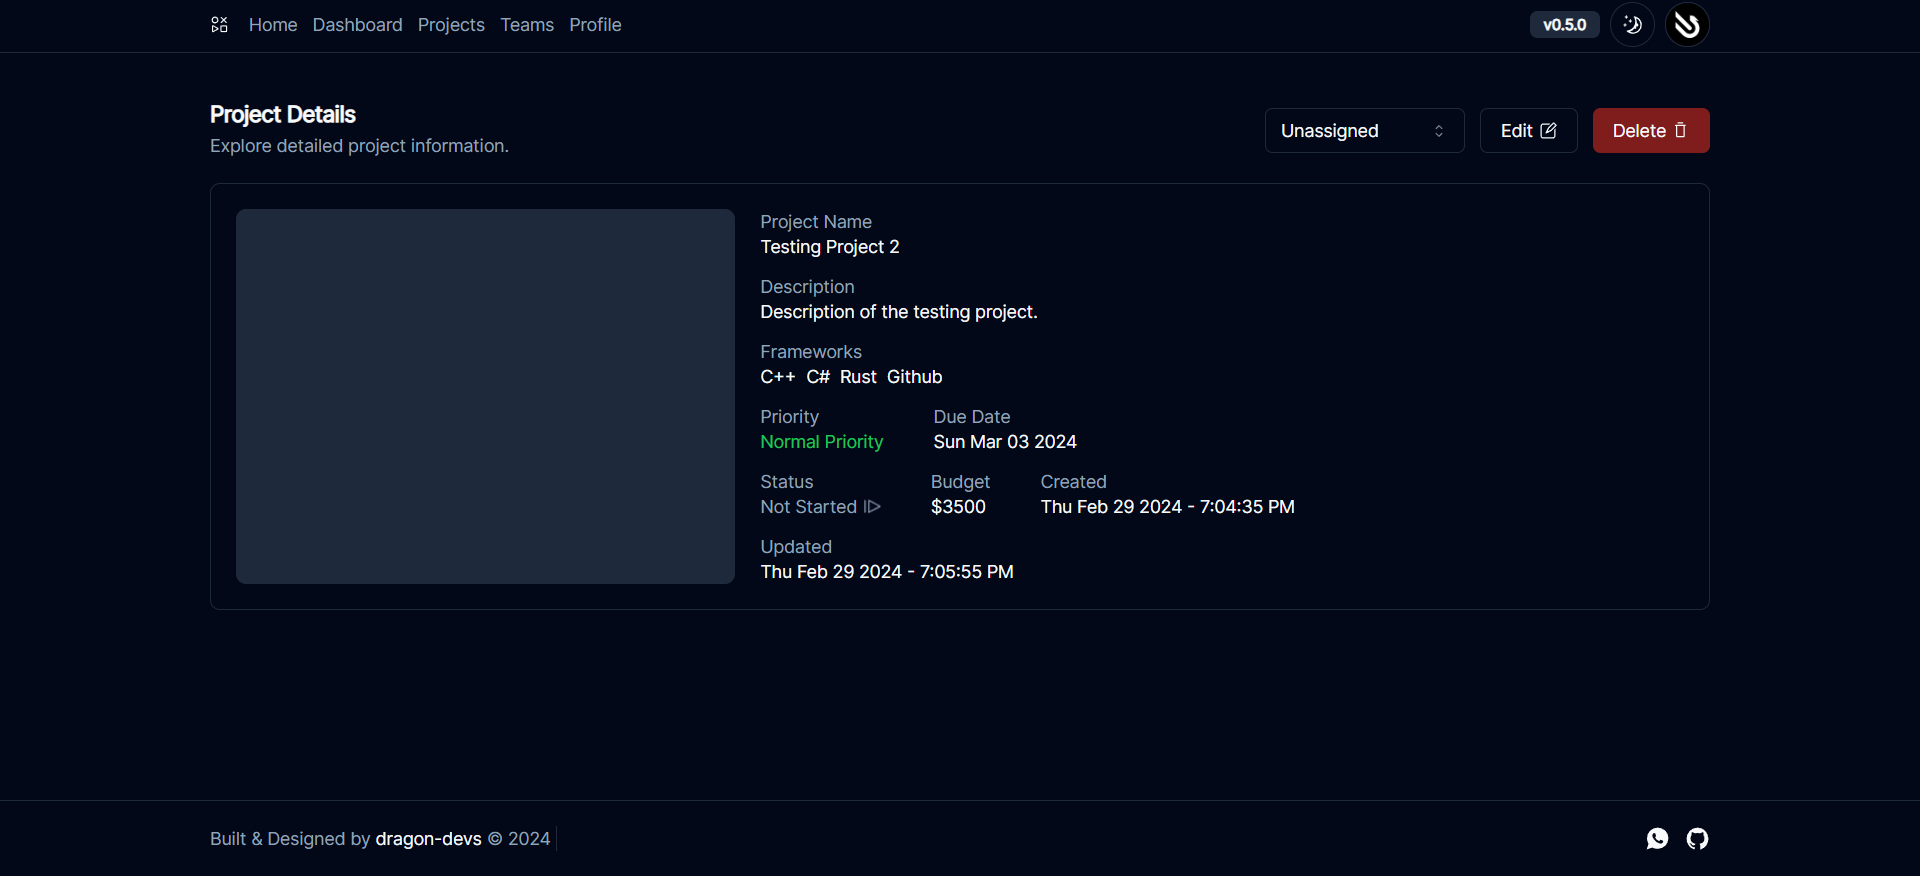 Home Dashboard Projects Teams Profile v0.5.0
Project Details
Explore detailed project information.
Unassigned Edit Delete
Project Name
Testing Project 2
Description
Description of the testing project.
Frameworks
C++ C# Rust Github
Priority Due Date
Normal Priority Sun Mar 03 2024
Status Budget Created
Not Started $3500 Thu Feb 29 2024 - 7:04:35 PM
Updated
Thu Feb 29 2024 - 7:05:55 PM
Built & Designed by dragon-devs © 2024